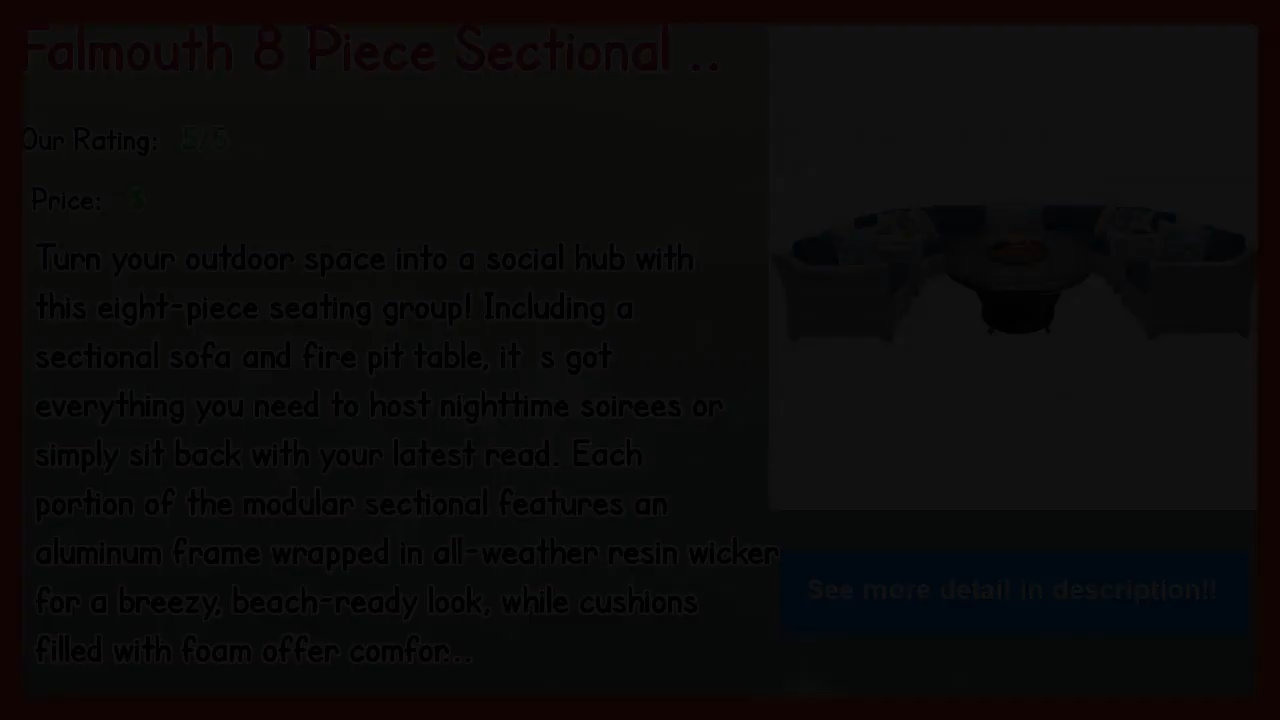 Falmouth 8 Piece Sectional ..
Our Rating: 5/5
Price: $
Turn your outdoor space into a social hub with
this eight-piece seating group! Including a
sectional sofa and fire pit table, it s got
everything you need to host nighttime soirees or
simply sit back with your latest read. Each
portion of the modular sectional features an
aluminum frame wrapped in all-weather resin wicker
for a breezy, beach-ready look, while cushions
filled with foam offer comfor...
See more detail in description!!